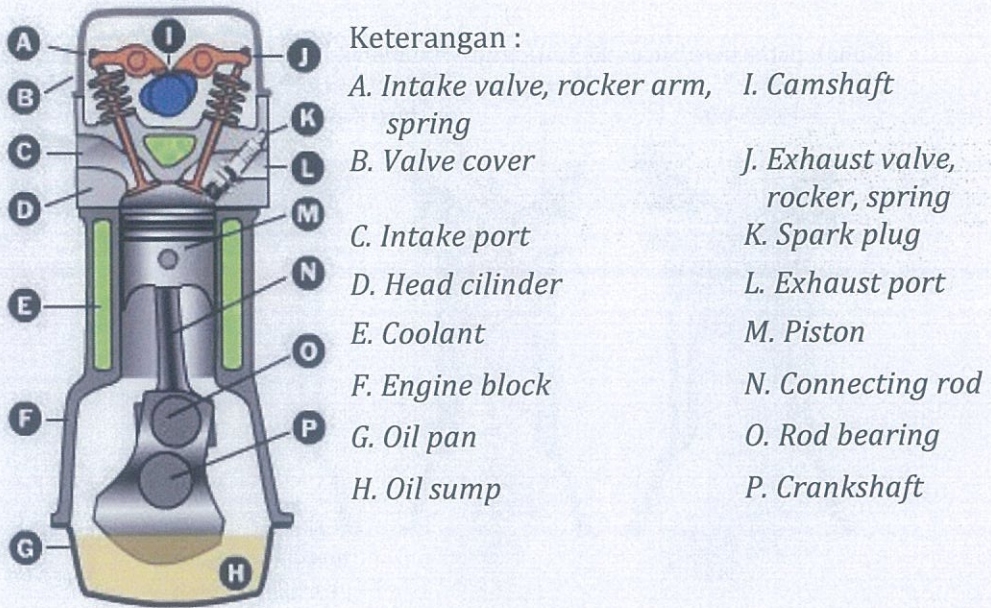 A
B
C
D
E
F
G
H
I
J
K
L
M
N
O
P
Keterangan :
A. Intake valve, rocker arm,
spring
B. Valve cover
C. Intake port
D. Head cilinder
E. Coolant
F. Engine block
G. Oil pan
H. Oil sump
I. Camshaft
J. Exhaust valve,
rocker, spring
K. Spark plug
L. Exhaust port
M. Piston
N. Connecting rod
O. Rod bearing
P. Crankshaft